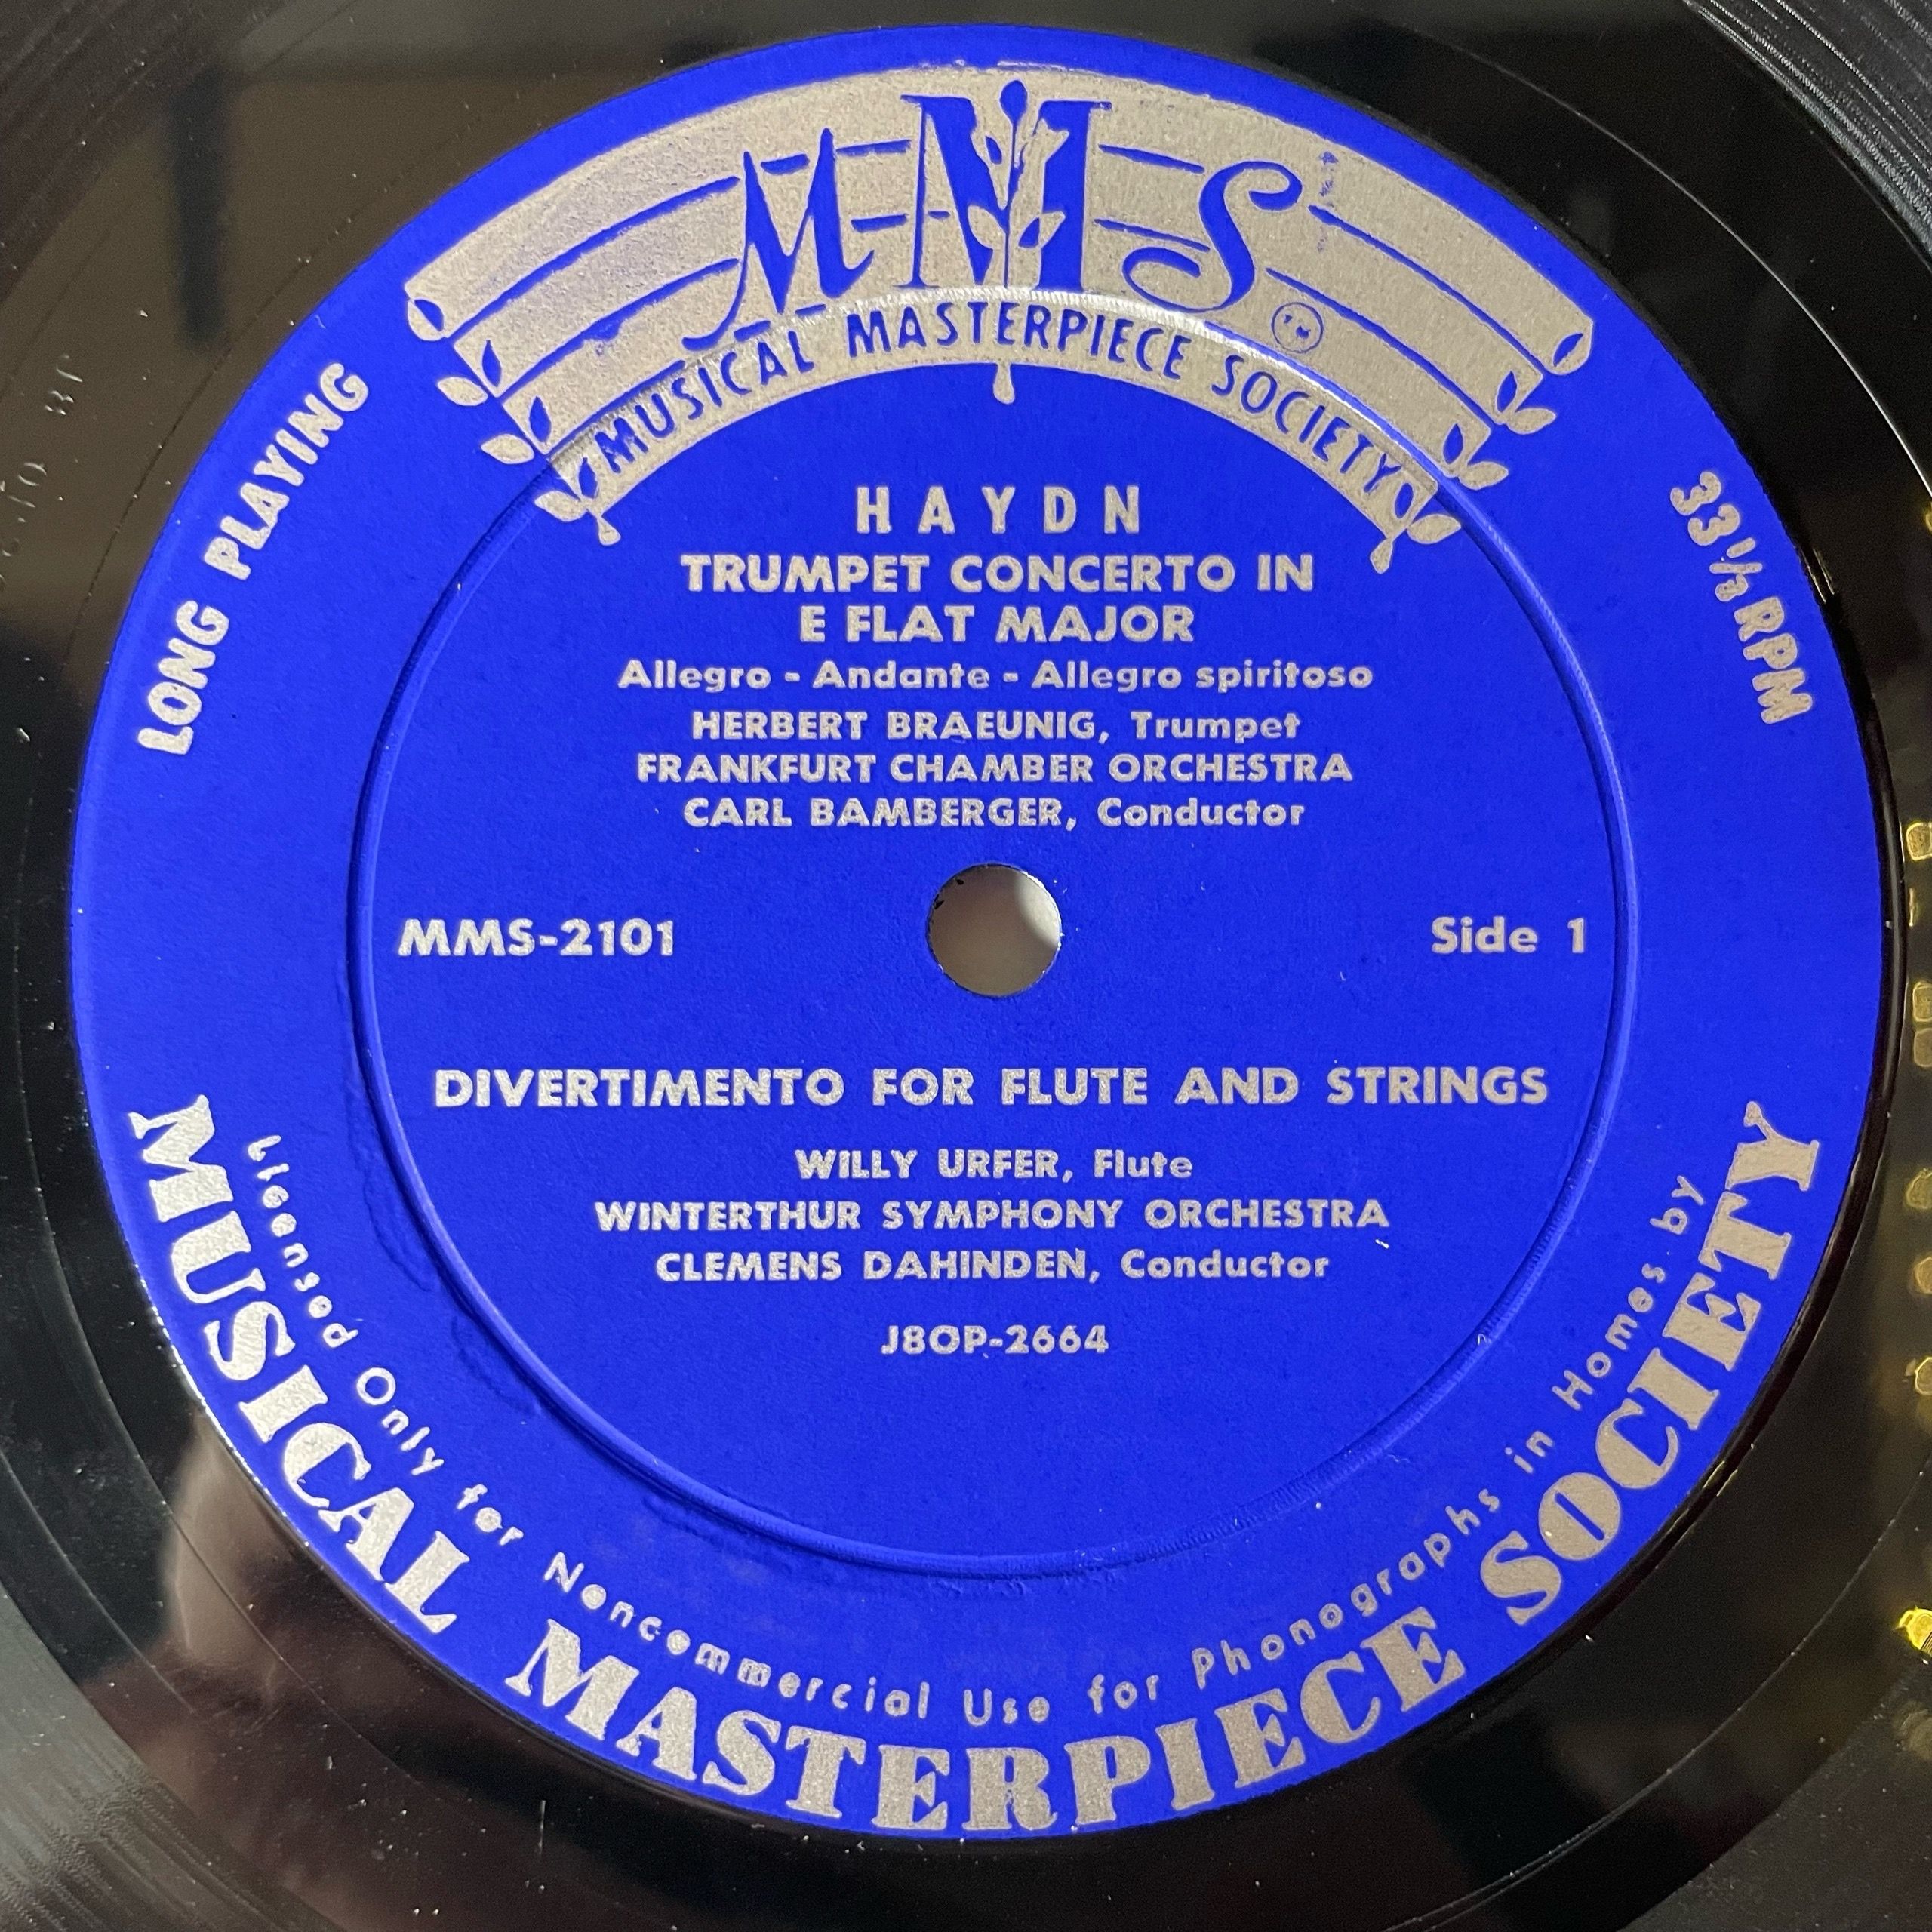 MMS
TM
MUSICAL MASTERPIECE SOCIETY
LONG PLAYING
33⅓ RPM
HAYDN
TRUMPET CONCERTO IN
E FLAT MAJOR
Allegro - Andante - Allegro spiritoso
HERBERT BRAEUNIG, Trumpet
FRANKFURT CHAMBER ORCHESTRA
CARL BAMBERGER, Conductor
MMS-2101
Side 1
DIVERTIMENTO FOR FLUTE AND STRINGS
WILLY URFER, Flute
WINTERTHUR SYMPHONY ORCHESTRA
CLEMENS DAHINDEN, Conductor
J8OP-2664
Licensed Only for Noncommercial Use for Phonographs in Homes by
MUSICAL MASTERPIECE SOCIETY